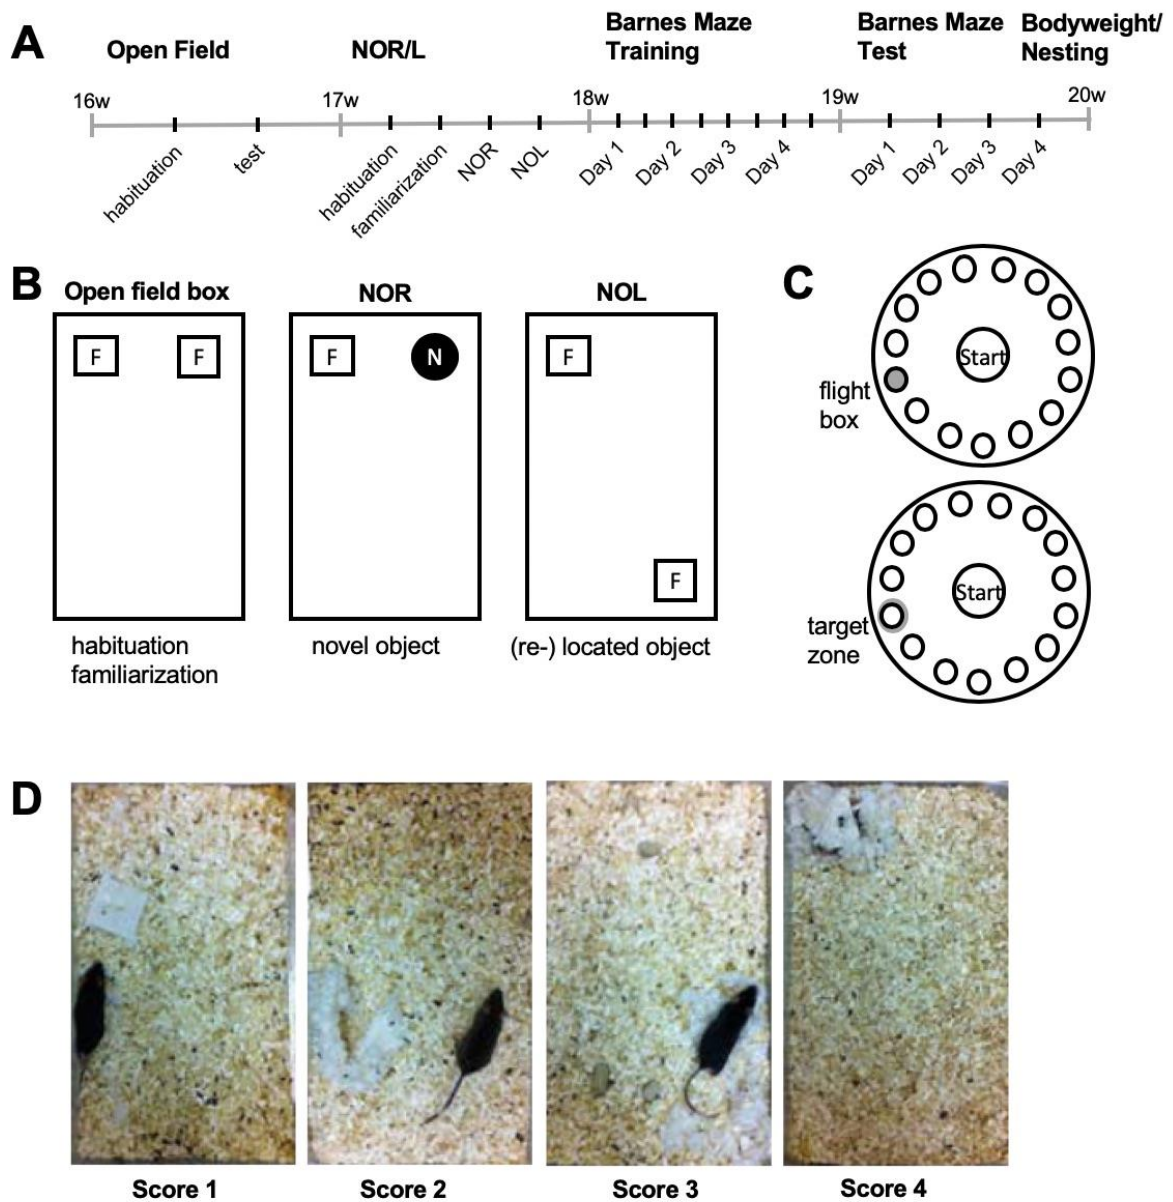 A
Open Field
NOR/L
Barnes Maze
Training
Barnes Maze
Test
Bodyweight/
Nesting
16w
17w
18w
19w
20w
habituation
test
habituation
familiarization
NOR
NOL
Day 1
Day 2
Day 3
Day 4
Day 1
Day 2
Day 3
Day 4
B
Open field box
NOR
NOL
F
F
F
N
F
F
habituation
familiarization
novel object
(re-) located object
C
Start
flight
box
Start
target
zone
D
Score 1
Score 2
Score 3
Score 4